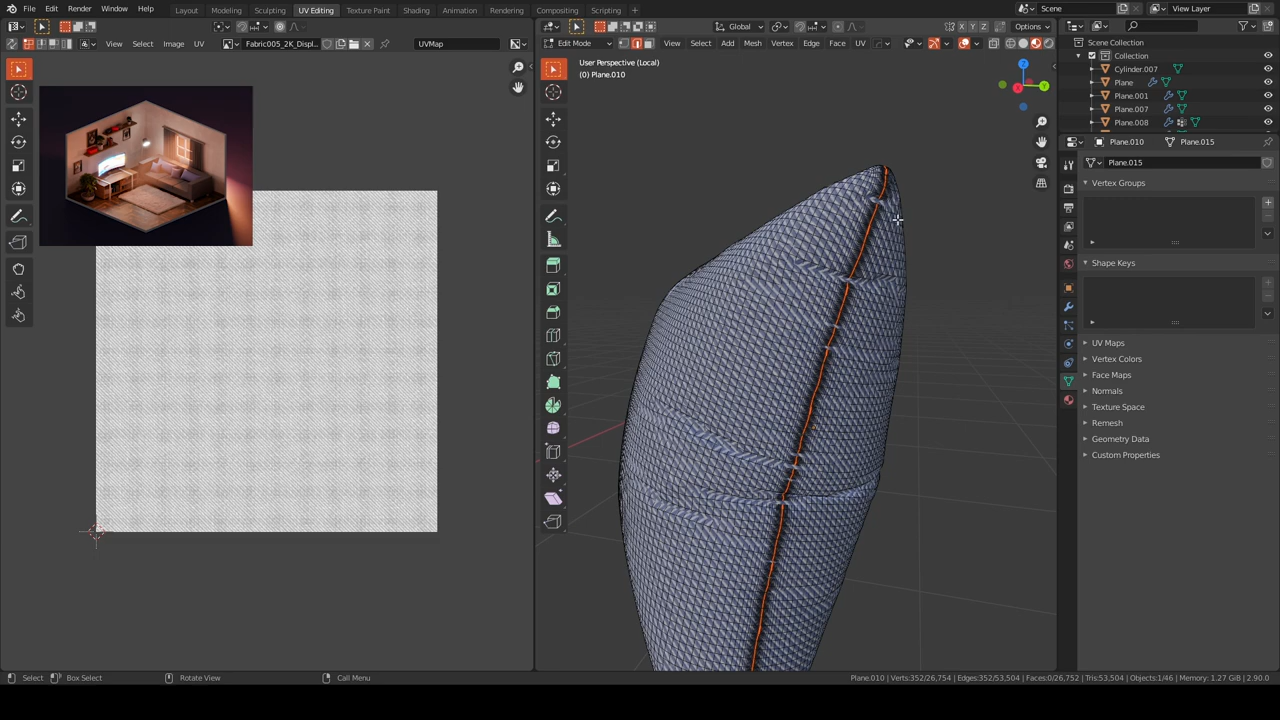 File Edit Render Window Help Layout Modeling Sculpting UV Editing Texture Paint Shading Animation Rendering Compositing Scripting Scene View Layer
Global Options
View Select Image UV Fabric005_2K_Displ... UVMap Edit Mode View Select Add Mesh Vertex Edge Face UV
User Perspective (Local)
(0) Plane.010
X Y Z
Z
Y
X
Scene Collection
Collection
Cylinder.007
Plane
Plane.001
Plane.007
Plane.008
Plane.010 Plane.015
Plane.015
Vertex Groups
Shape Keys
UV Maps
Vertex Colors
Face Maps
Normals
Texture Space
Remesh
Geometry Data
Custom Properties
Select Box Select Rotate View Call Menu Plane.010 | Verts:352/26,754 | Edges:352/53,504 | Faces:0/26,752 | Tris:53,504 | Objects:1/46 | Memory: 1.27 GiB | 2.90.0